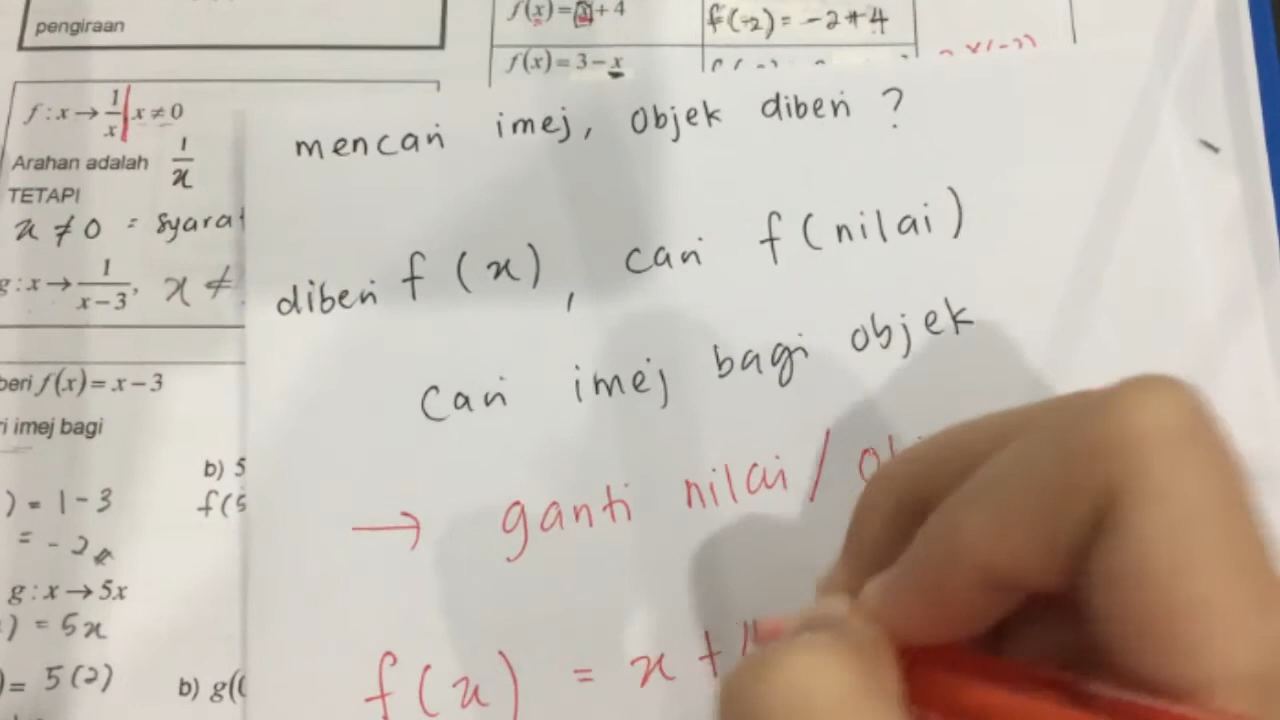 pengiraan
f(x) = x + 4
f(-2) = -2 + 4
f(x) = 3 - x
f : x → 1/x, x ≠ 0
Arahan adalah 1/x
TETAPI
x ≠ 0 = syarat
g : x → 1/(x-3), x ≠
beri f(x) = x - 3
i imej bagi
b) 5
) = 1 - 3
f(5
= -2
g : x → 5x
) = 5x
) = 5(2)
b) g(
mencari imej, objek diberi ?
diberi f(x), cari f(nilai)
cari imej bagi objek
→ ganti nilai/
f(x) = x +